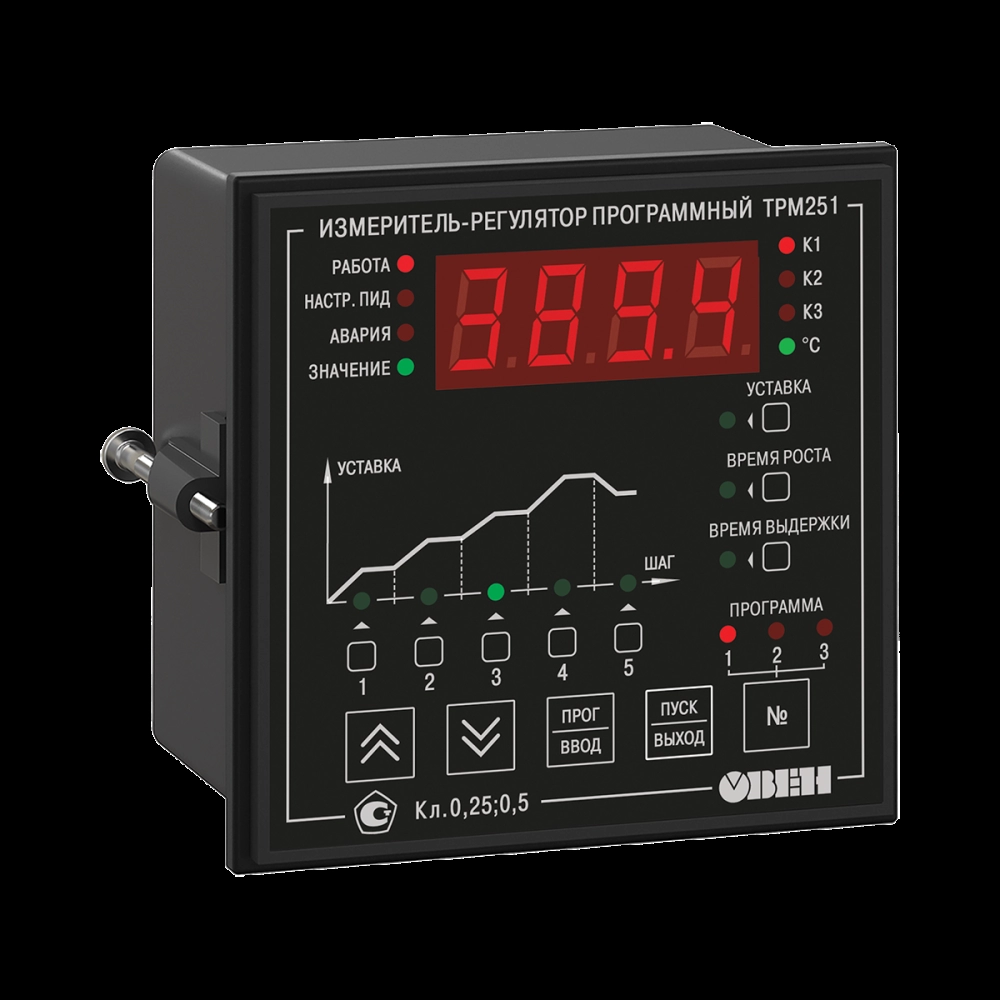 ИЗМЕРИТЕЛЬ-РЕГУЛЯТОР ПРОГРАММНЫЙ ТРМ251
РАБОТА
НАСТР. ПИД
АВАРИЯ
ЗНАЧЕНИЕ
3894
К1
К2
К3
°C
УСТАВКА
ВРЕМЯ РОСТА
ВРЕМЯ ВЫДЕРЖКИ
УСТАВКА
ШАГ
1 2 3 4 5
ПРОГРАММА
1 2 3
ПРОГ
ВВОД
ПУСК
ВЫХОД
№
Кл.0,25;0,5
ОВЕН